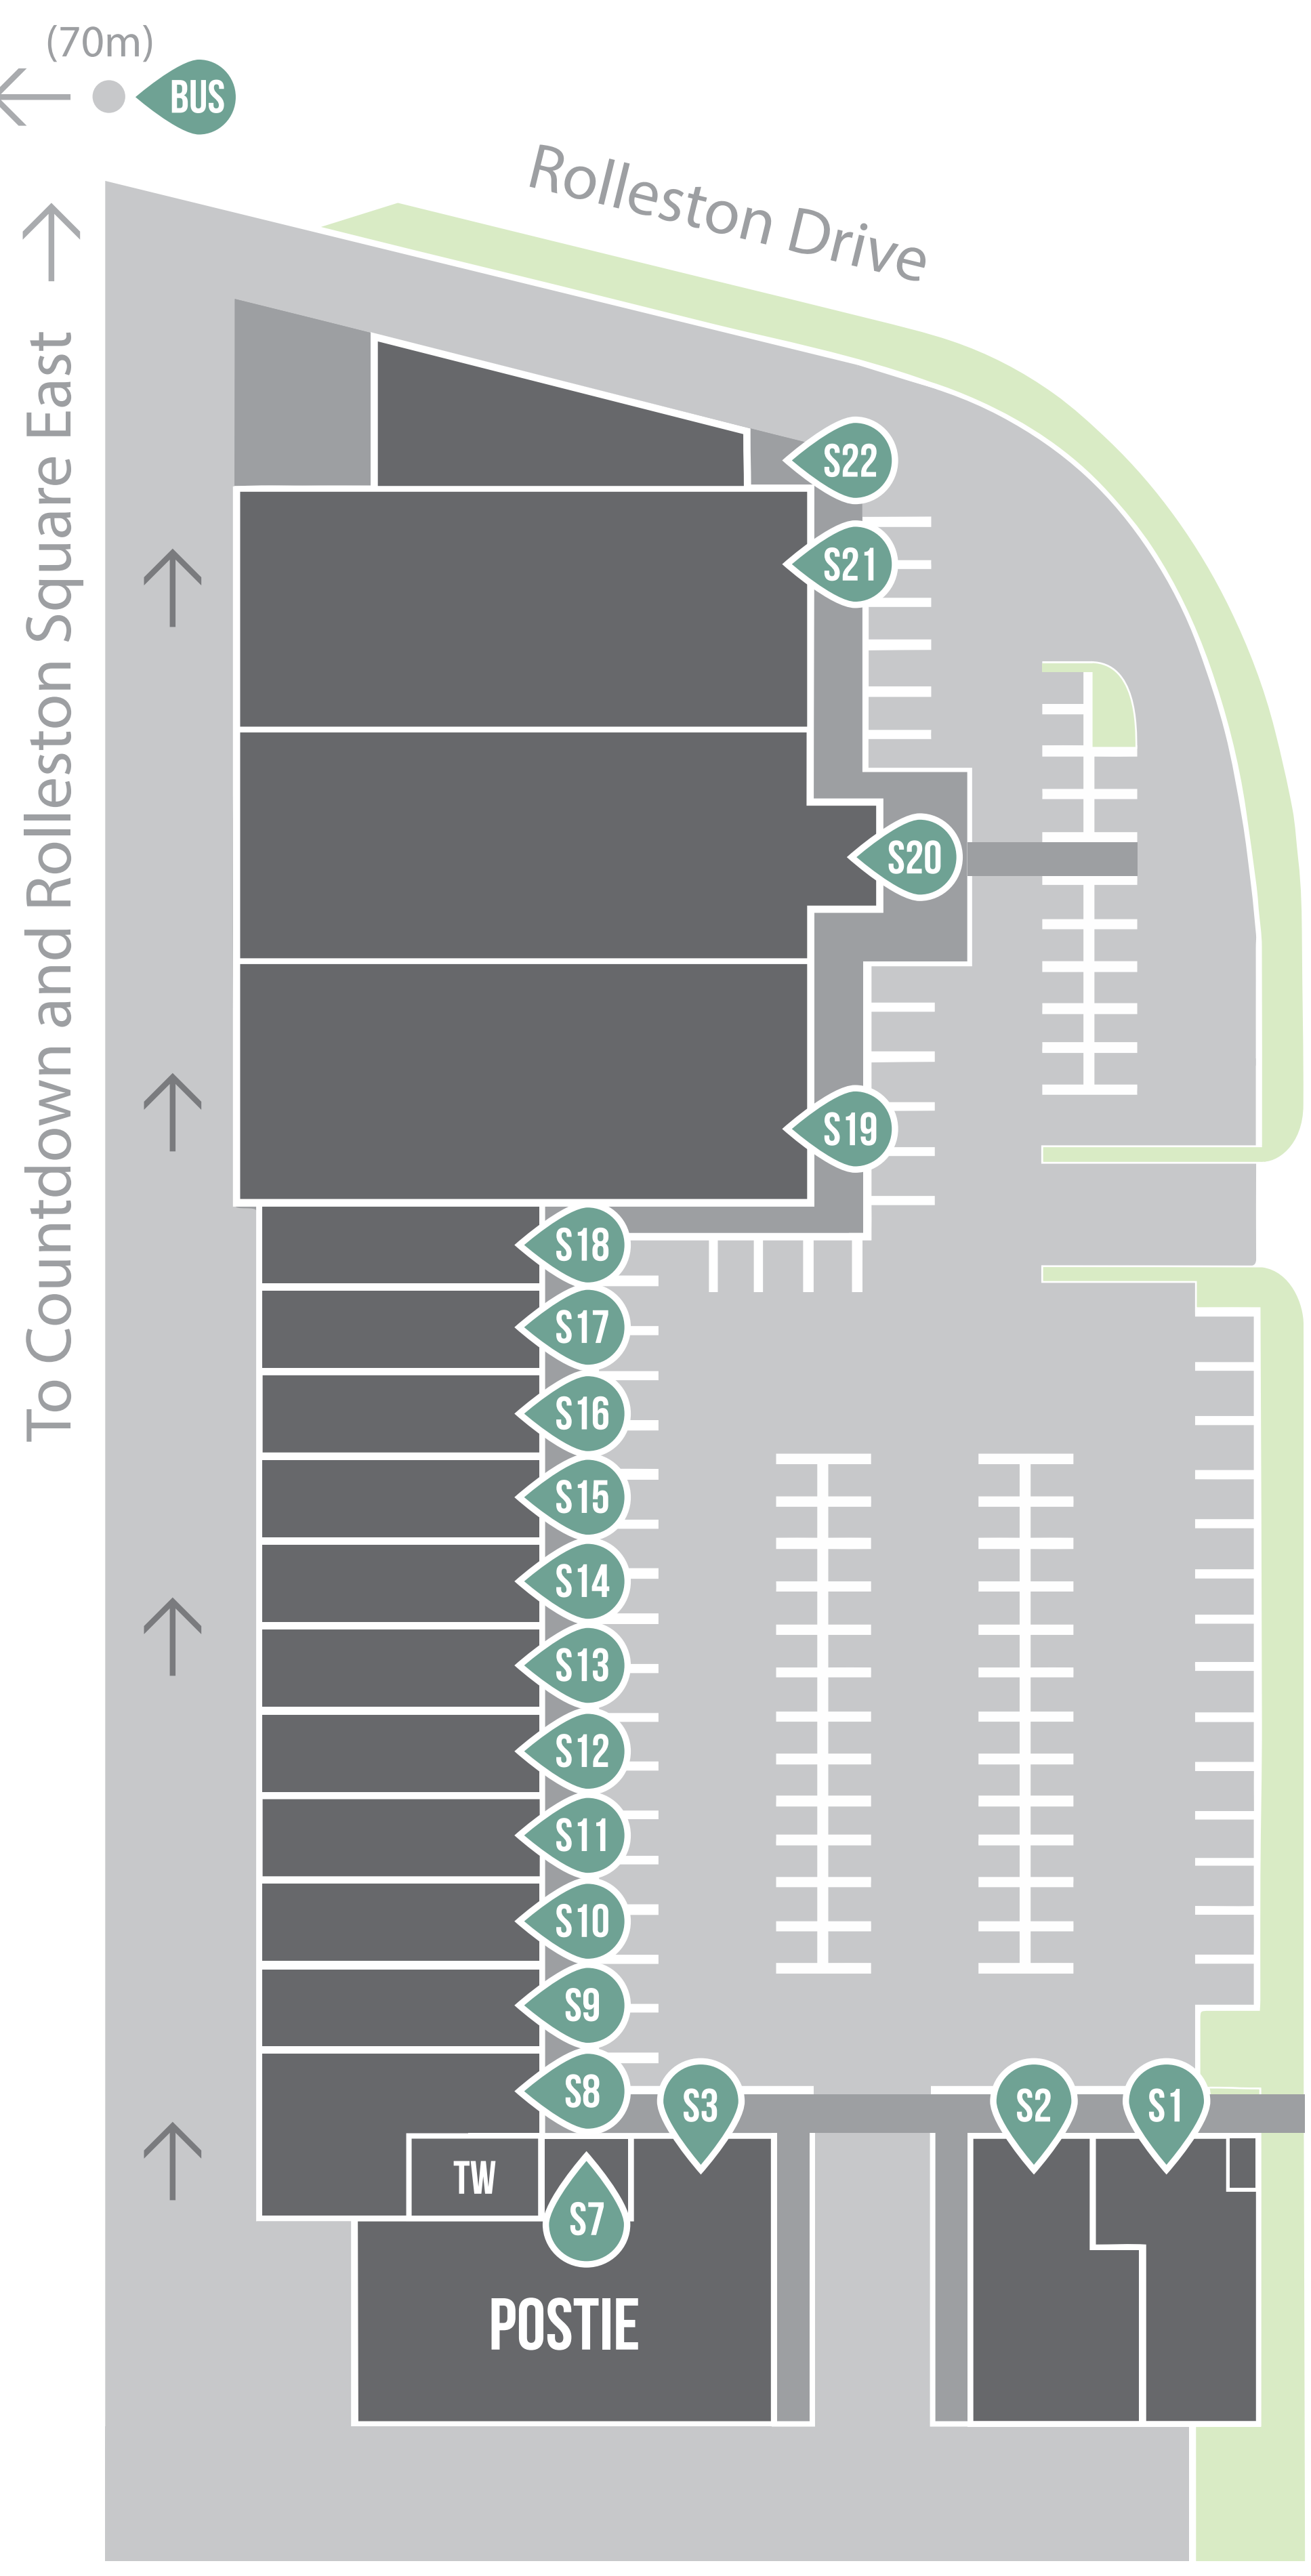 (70m)
BUS
Rolleston Drive
To Countdown and Rolleston Square East
S22
S21
S20
S19
S18
S17
S16
S15
S14
S13
S12
S11
S10
S9
S8
S3
S2
S1
TW
S7
POSTIE